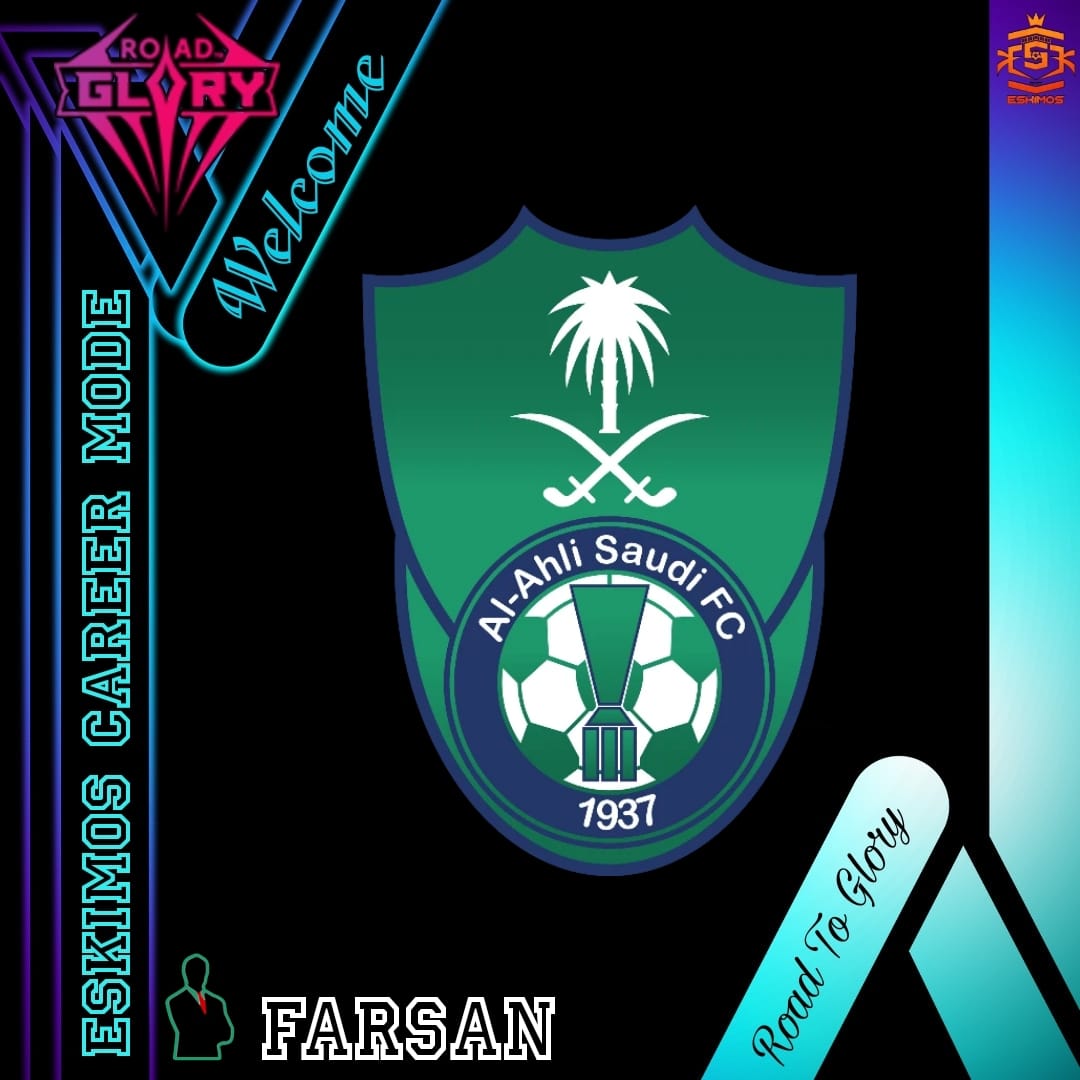 ROAD
GLORY
Welcome
ESKIMOS
ESKIMOS CAREER MODE
Al-Ahli Saudi FC
1937
Road To Glory
FARSAN